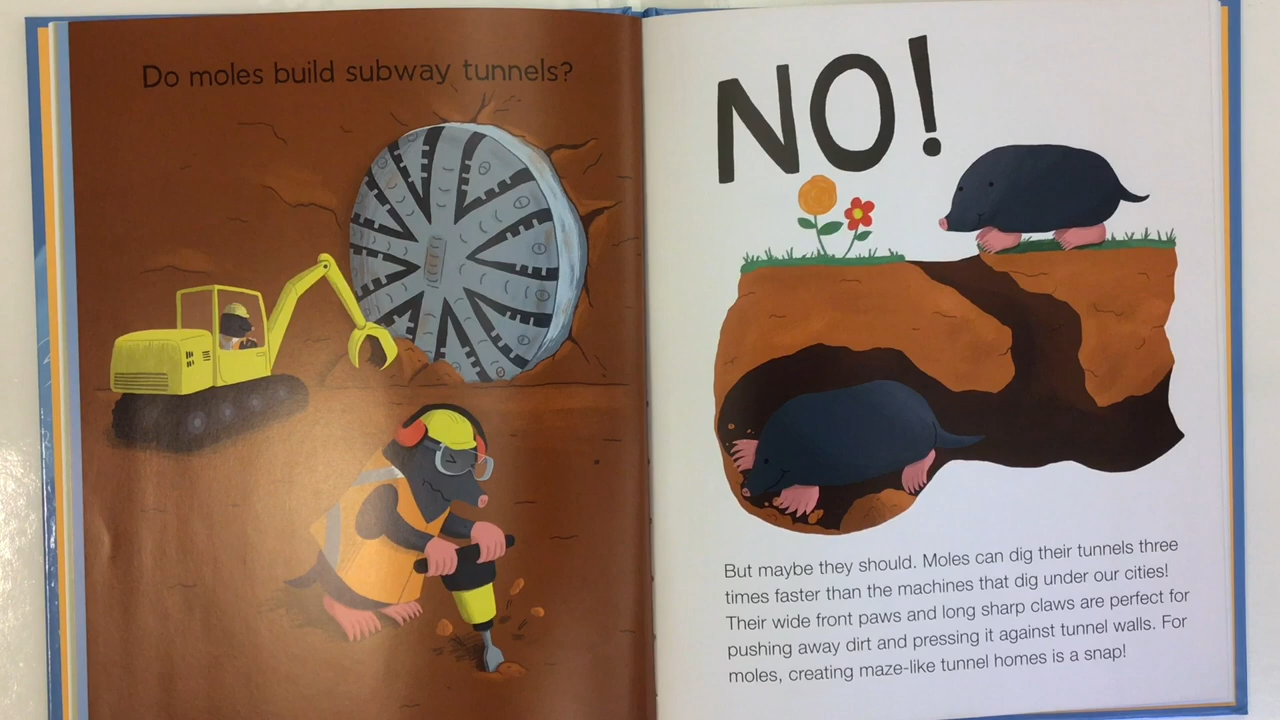 Do moles build subway tunnels?
NO!
But maybe they should. Moles can dig their tunnels three
times faster than the machines that dig under our cities!
Their wide front paws and long sharp claws are perfect for
pushing away dirt and pressing it against tunnel walls. For
moles, creating maze-like tunnel homes is a snap!